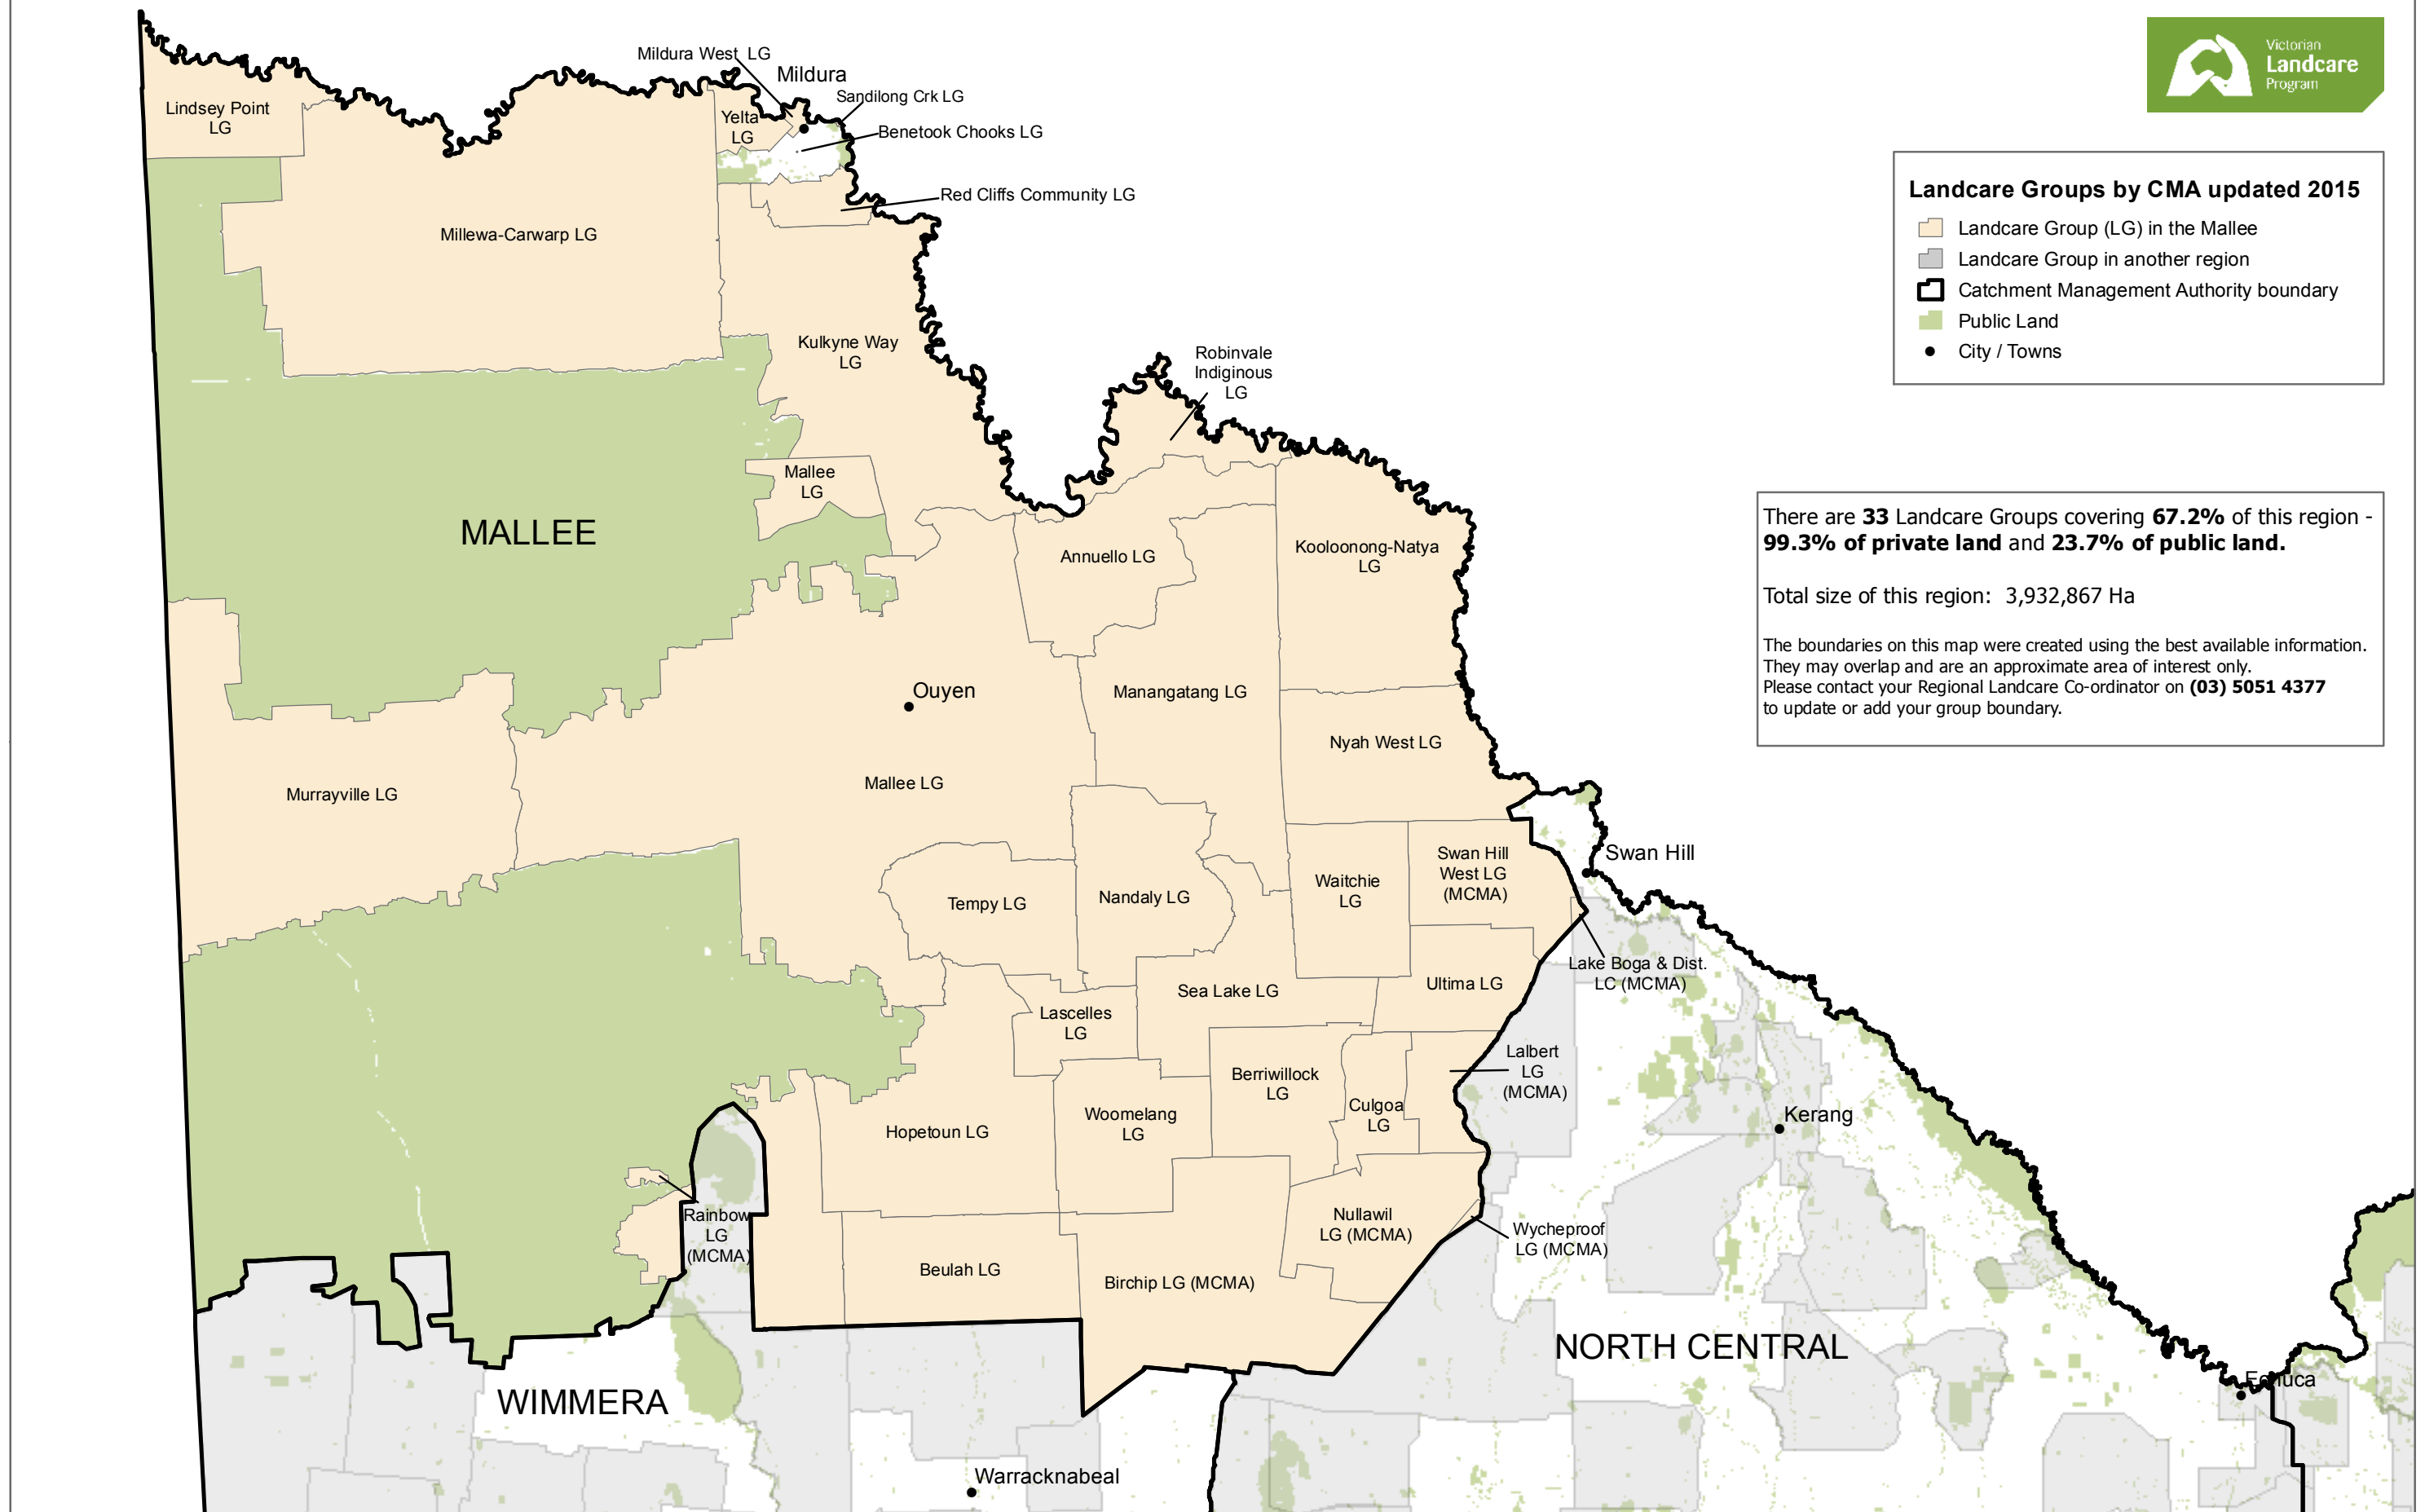 Mildura West LG
Mildura
Sandilong Crk LG
Benetook Chooks LG
Lindsey Point
LG
Yelta
LG
Red Cliffs Community LG
Millewa-Carwarp LG
Kulkyne Way
LG
Robinvale
Indiginous
LG
Mallee
LG
MALLEE
Annuello LG
Kooloonong-Natya
LG
Ouyen
Manangatang LG
Nyah West LG
Mallee LG
Murrayville LG
Swan Hill
Swan Hill
West LG
(MCMA)
Waitchie
LG
Tempy LG
Nandaly LG
Lake Boga & Dist.
LC (MCMA)
Ultima LG
Sea Lake LG
Lascelles
LG
Lalbert
LG
(MCMA)
Berriwillock
LG
Culgoa
LG
Kerang
Woomelang
LG
Hopetoun LG
Rainbow
LG
(MCMA)
Nullawil
LG (MCMA)
Wycheproof
LG (MCMA)
Beulah LG
Birchip LG (MCMA)
NORTH CENTRAL
WIMMERA
Echuca
Warracknabeal
Victorian
Landcare
Program
Landcare Groups by CMA updated 2015
Landcare Group (LG) in the Mallee
Landcare Group in another region
Catchment Management Authority boundary
Public Land
City / Towns
There are 33 Landcare Groups covering 67.2% of this region -
99.3% of private land and 23.7% of public land.
Total size of this region: 3,932,867 Ha
The boundaries on this map were created using the best available information.
They may overlap and are an approximate area of interest only.
Please contact your Regional Landcare Co-ordinator on (03) 5051 4377
to update or add your group boundary.